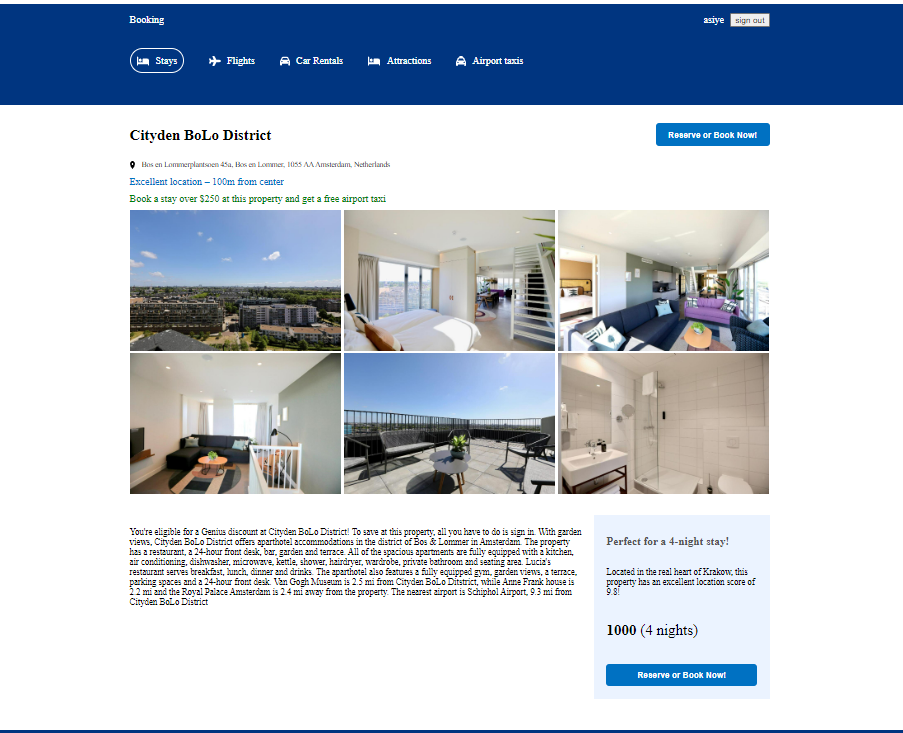 Booking
asiye sign out
Stays Flights Car Rentals Attractions Airport taxis
Cityden BoLo District
Reserve or Book Now!
Bos en Lommerplantsoen 45a, Bos en Lommer, 1055 AA Amsterdam, Netherlands
Excellent location – 100m from center
Book a stay over $250 at this property and get a free airport taxi
You're eligible for a Genius discount at Cityden BoLo District! To save at this property, all you have to do is sign in. With garden
views, Cityden BoLo District offers aparthotel accommodations in the district of Bos & Lommer in Amsterdam. The property
has a restaurant, a 24-hour front desk, bar, garden and terrace. All of the spacious apartments are fully equipped with a kitchen,
air conditioning, dishwasher, microwave, kettle, shower, hairdryer, wardrobe, private bathroom and seating area. Lucia's
restaurant serves breakfast, lunch, dinner and drinks. The aparthotel also features a fully equipped gym, garden views, a terrace,
parking spaces and a 24-hour front desk. Van Gogh Museum is 2.5 mi from Cityden BoLo Ditstrict, while Anne Frank house is
2.2 mi and the Royal Palace Amsterdam is 2.4 mi away from the property. The nearest airport is Schiphol Airport, 9.3 mi from
Cityden BoLo District
Perfect for a 4-night stay!
Located in the real heart of Krakow, this
property has an excellent location score of
9.8!
1000 (4 nights)
Reserve or Book Now!